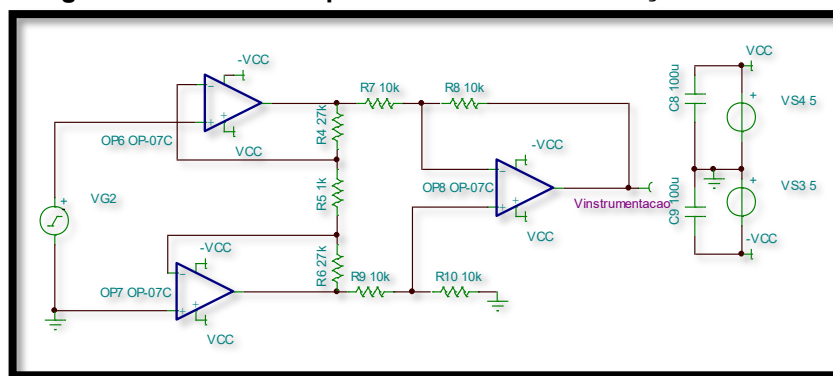 -VCC
OP6 OP-07C
VCC
R7 10k
R8 10k
R4 27k
R5 1k
R6 27k
VG2
-VCC
OP7 OP-07C
VCC
R9 10k
R10 10k
-VCC
OP8 OP-07C
VCC
Vinstrumentacao
VCC
C8 100u
VS4 5
C9 100u
VS3 5
-VCC